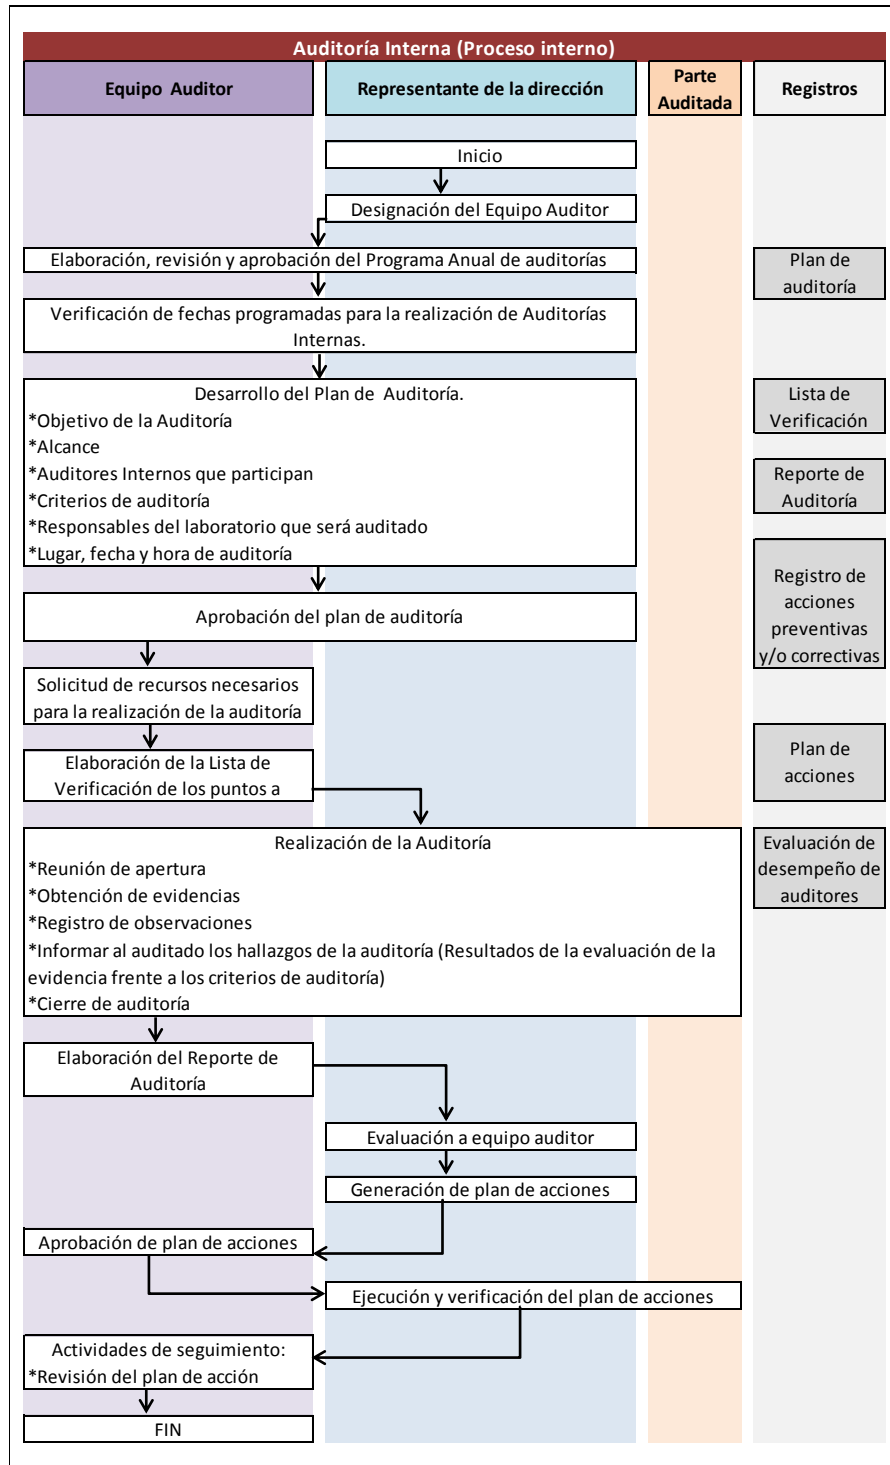 Auditoría Interna (Proceso interno)
Equipo Auditor
Representante de la dirección
Parte
Auditada
Registros
Inicio
Designación del Equipo Auditor
Elaboración, revisión y aprobación del Programa Anual de auditorías
Plan de
auditoría
Verificación de fechas programadas para la realización de Auditorías
Internas.
Desarrollo del Plan de Auditoría.
*Objetivo de la Auditoría
*Alcance
*Auditores Internos que participan
*Criterios de auditoría
*Responsables del laboratorio que será auditado
*Lugar, fecha y hora de auditoría
Lista de
Verificación
Reporte de
Auditoría
Registro de
acciones
preventivas
y/o correctivas
Aprobación del plan de auditoría
Solicitud de recursos necesarios
para la realización de la auditoría
Elaboración de la Lista de
Verificación de los puntos a
Plan de
acciones
Realización de la Auditoría
*Reunión de apertura
*Obtención de evidencias
*Registro de observaciones
*Informar al auditado los hallazgos de la auditoría (Resultados de la evaluación de la
evidencia frente a los criterios de auditoría)
*Cierre de auditoría
Evaluación de
desempeño de
auditores
Elaboración del Reporte de
Auditoría
Evaluación a equipo auditor
Generación de plan de acciones
Aprobación de plan de acciones
Ejecución y verificación del plan de acciones
Actividades de seguimiento:
*Revisión del plan de acción
FIN